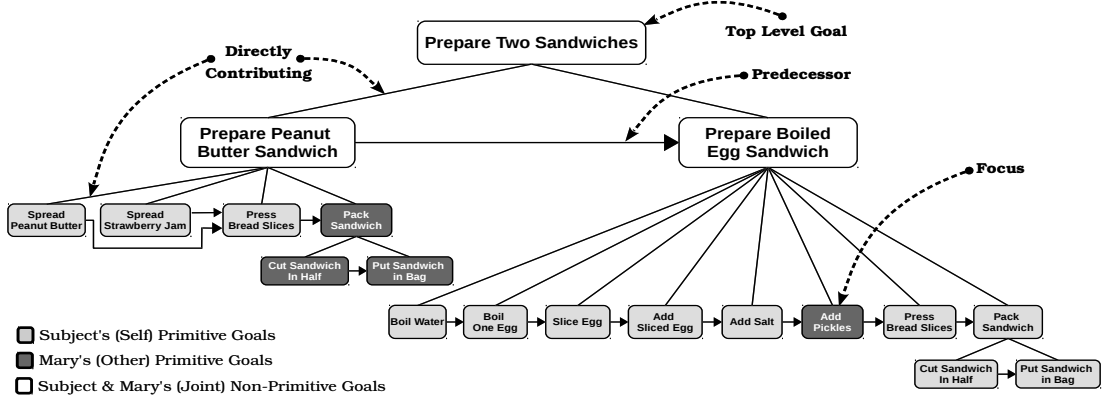 Prepare Two Sandwiches
Top Level Goal
Directly
Contributing
Predecessor
Prepare Peanut
Butter Sandwich
Prepare Boiled
Egg Sandwich
Focus
Spread
Peanut Butter
Spread
Strawberry Jam
Press
Bread Slices
Pack
Sandwich
Cut Sandwich
In Half
Put Sandwich
in Bag
Boil Water
Boil
One Egg
Slice Egg
Add
Sliced Egg
Add Salt
Add
Pickles
Press
Bread Slices
Pack
Sandwich
Cut Sandwich
In Half
Put Sandwich
in Bag
Subject's (Self) Primitive Goals
Mary's (Other) Primitive Goals
Subject & Mary's (Joint) Non-Primitive Goals